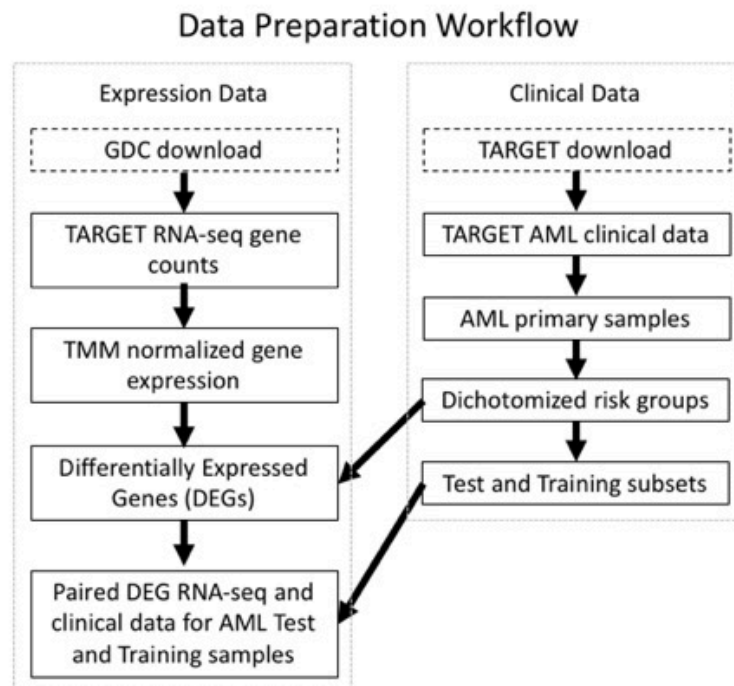 Data Preparation Workflow
Expression Data
GDC download
TARGET RNA-seq gene
counts
TMM normalized gene
expression
Differentially Expressed
Genes (DEGs)
Paired DEG RNA-seq and
clinical data for AML Test
and Training samples
Clinical Data
TARGET download
TARGET AML clinical data
AML primary samples
Dichotomized risk groups
Test and Training subsets